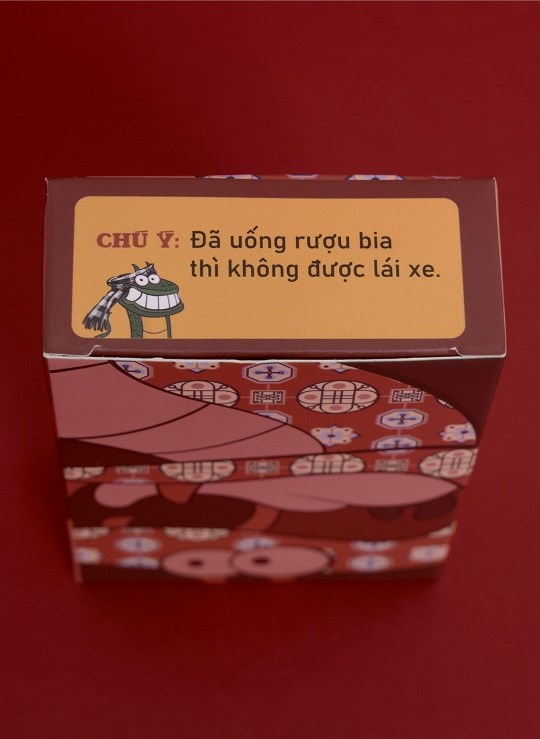 CHÚ Ý: Đã uống rượu bia
thì không được lái xe.